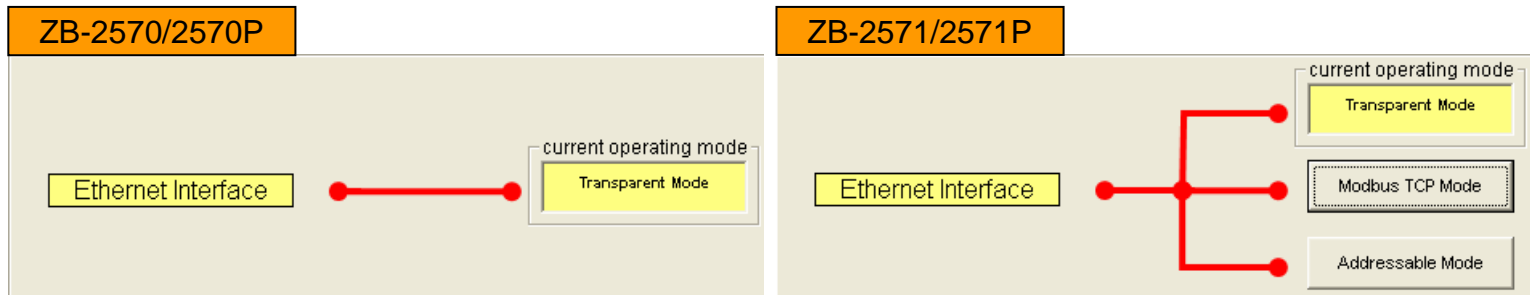 ZB-2570/2570P
current operating mode
Transparent Mode
Ethernet Interface
ZB-2571/2571P
current operating mode
Transparent Mode
Ethernet Interface
Modbus TCP Mode
Addressable Mode